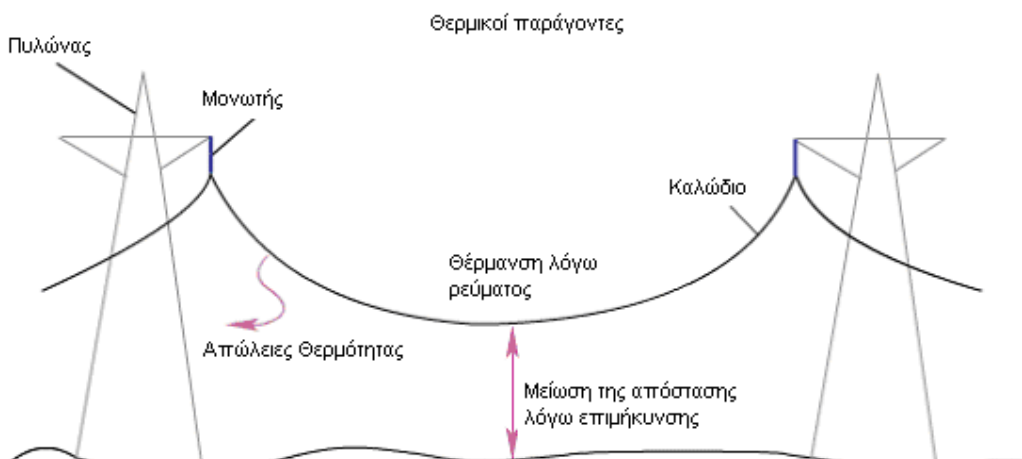 Θερμικοί παράγοντες
Πυλώνας
Μονωτής
Καλώδιο
Θέρμανση λόγω
ρεύματος
Απώλειες Θερμότητας
Μείωση της απόστασης
λόγω επιμήκυνσης